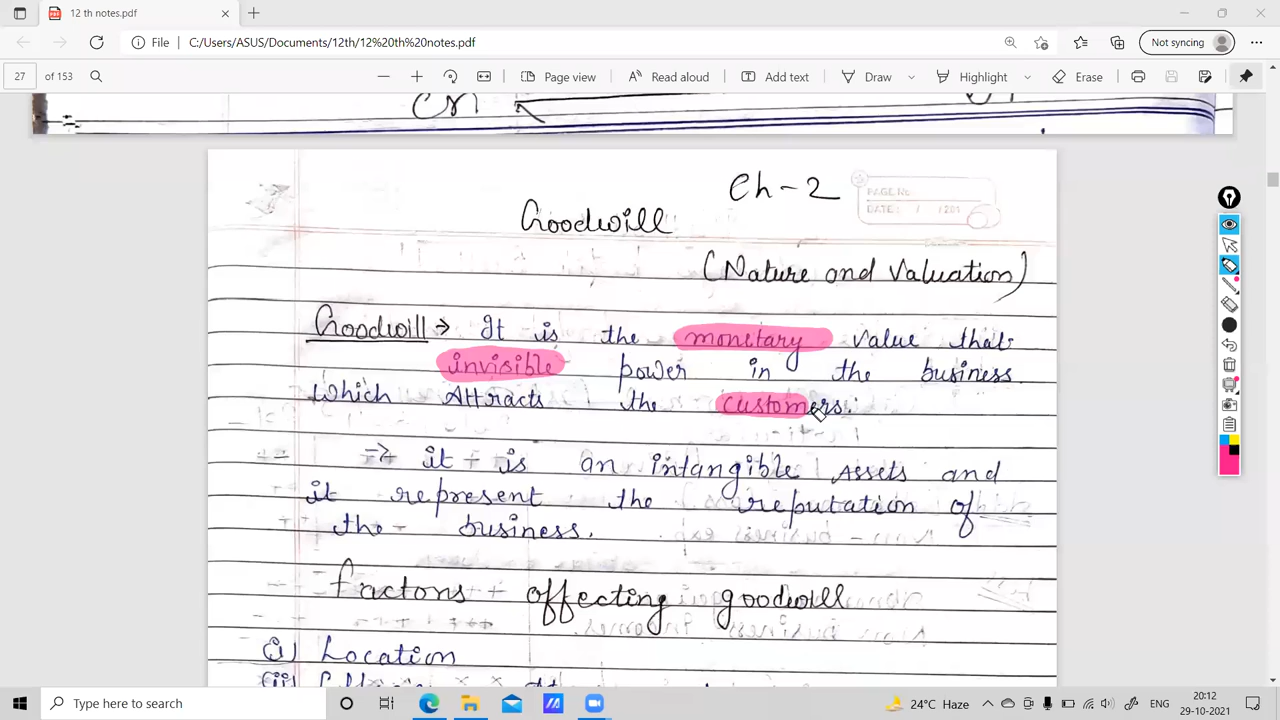 12 th notes.pdf
File
C:/Users/ASUS/Documents/12th/12%20th%20notes.pdf
Not syncing
27 of 153
Page view
Read aloud
Add text
Draw
Highlight
Erase
Ch-2
PAGE No.
DATE: / /201
Goodwill
(Nature and Valuation)
Goodwill → It is the monetary value that
invisible power in the business
which Attracts the customers.
→ it is an intangible Assets and
it represent the reputation of
the business.
factors affecting goodwill
(i) Location
(ii)
Type here to search
24°C Haze
ENG
20:12
29-10-2021